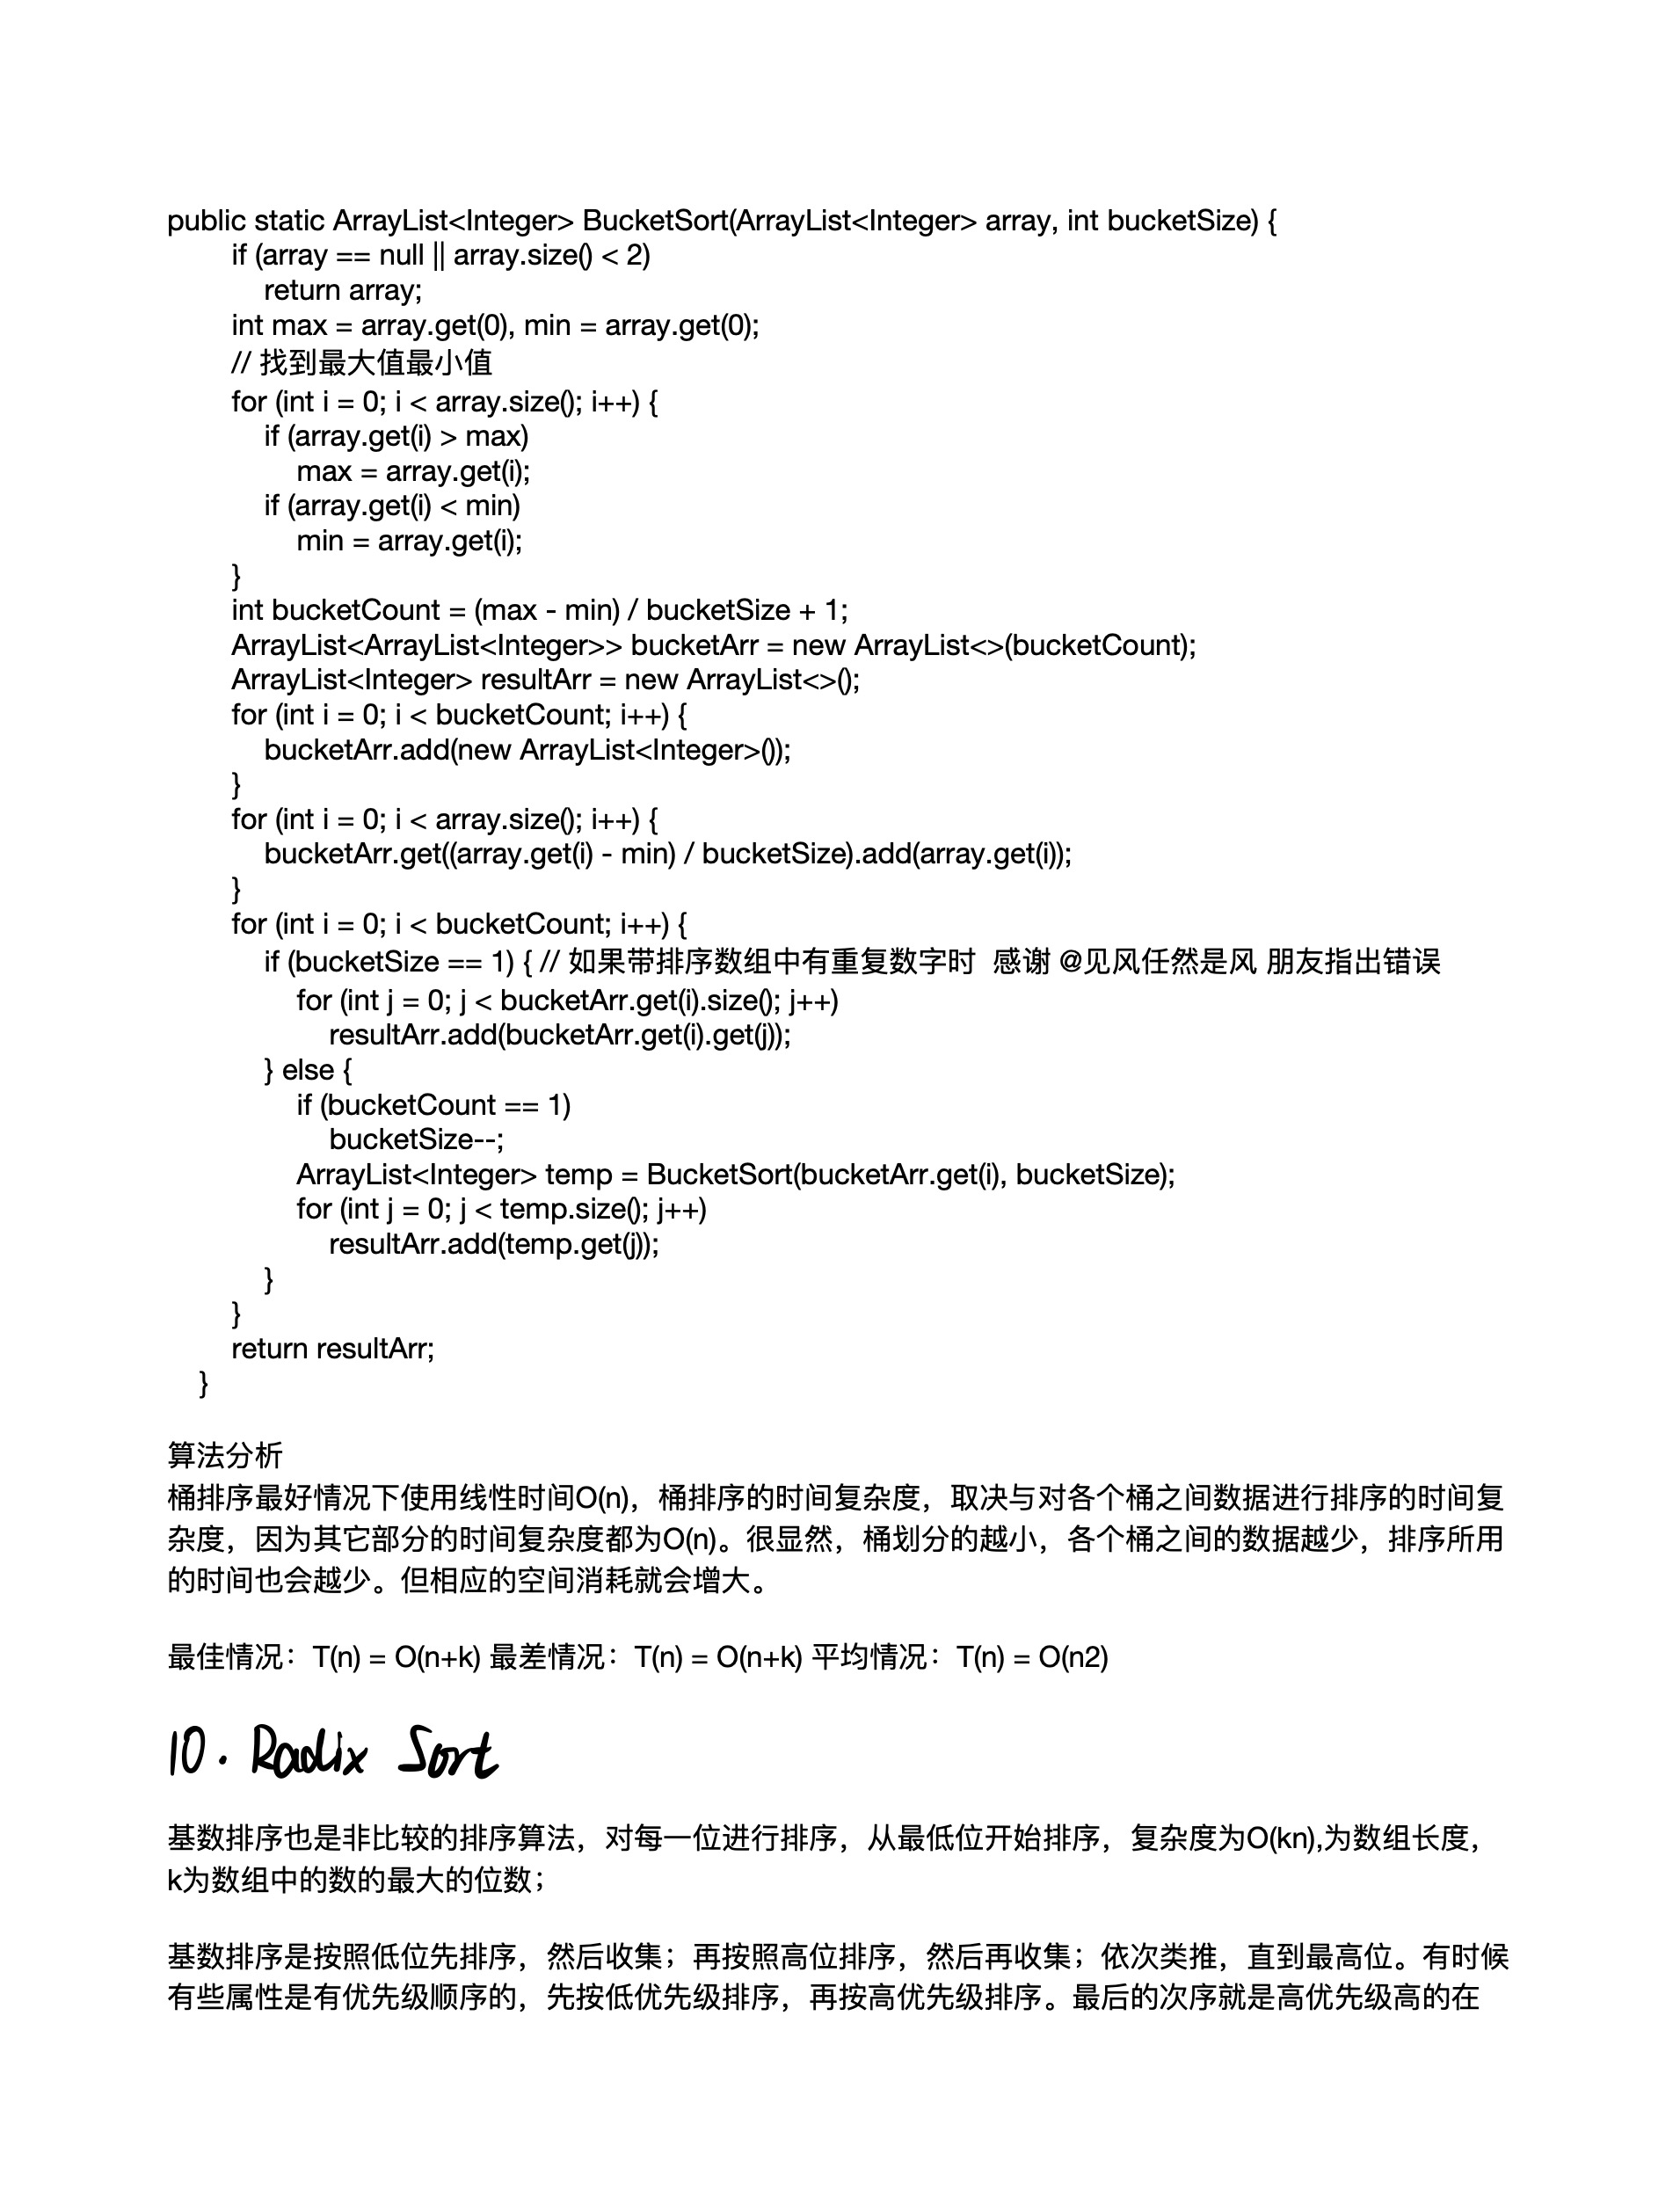 public static ArrayList<Integer> BucketSort(ArrayList<Integer> array, int bucketSize) {
if (array == null || array.size() < 2)
return array;
int max = array.get(0), min = array.get(0);
// 找到最大值最小值
for (int i = 0; i < array.size(); i++) {
if (array.get(i) > max)
max = array.get(i);
if (array.get(i) < min)
min = array.get(i);
}
int bucketCount = (max - min) / bucketSize + 1;
ArrayList<ArrayList<Integer>> bucketArr = new ArrayList<>(bucketCount);
ArrayList<Integer> resultArr = new ArrayList<>();
for (int i = 0; i < bucketCount; i++) {
bucketArr.add(new ArrayList<Integer>());
}
for (int i = 0; i < array.size(); i++) {
bucketArr.get((array.get(i) - min) / bucketSize).add(array.get(i));
}
for (int i = 0; i < bucketCount; i++) {
if (bucketSize == 1) { // 如果带排序数组中有重复数字时  感谢 @见风任然是风 朋友指出错误
for (int j = 0; j < bucketArr.get(i).size(); j++)
resultArr.add(bucketArr.get(i).get(j));
} else {
if (bucketCount == 1)
bucketSize--;
ArrayList<Integer> temp = BucketSort(bucketArr.get(i), bucketSize);
for (int j = 0; j < temp.size(); j++)
resultArr.add(temp.get(j));
}
}
return resultArr;
}
算法分析
桶排序最好情况下使用线性时间O(n)，桶排序的时间复杂度，取决与对各个桶之间数据进行排序的时间复
杂度，因为其它部分的时间复杂度都为O(n)。很显然，桶划分的越小，各个桶之间的数据越少，排序所用
的时间也会越少。但相应的空间消耗就会增大。
最佳情况：T(n) = O(n+k) 最差情况：T(n) = O(n+k) 平均情况：T(n) = O(n2)
10. Radix Sort
基数排序也是非比较的排序算法，对每一位进行排序，从最低位开始排序，复杂度为O(kn),为数组长度，
k为数组中的数的最大的位数；
基数排序是按照低位先排序，然后收集；再按照高位排序，然后再收集；依次类推，直到最高位。有时候
有些属性是有优先级顺序的，先按低优先级排序，再按高优先级排序。最后的次序就是高优先级高的在